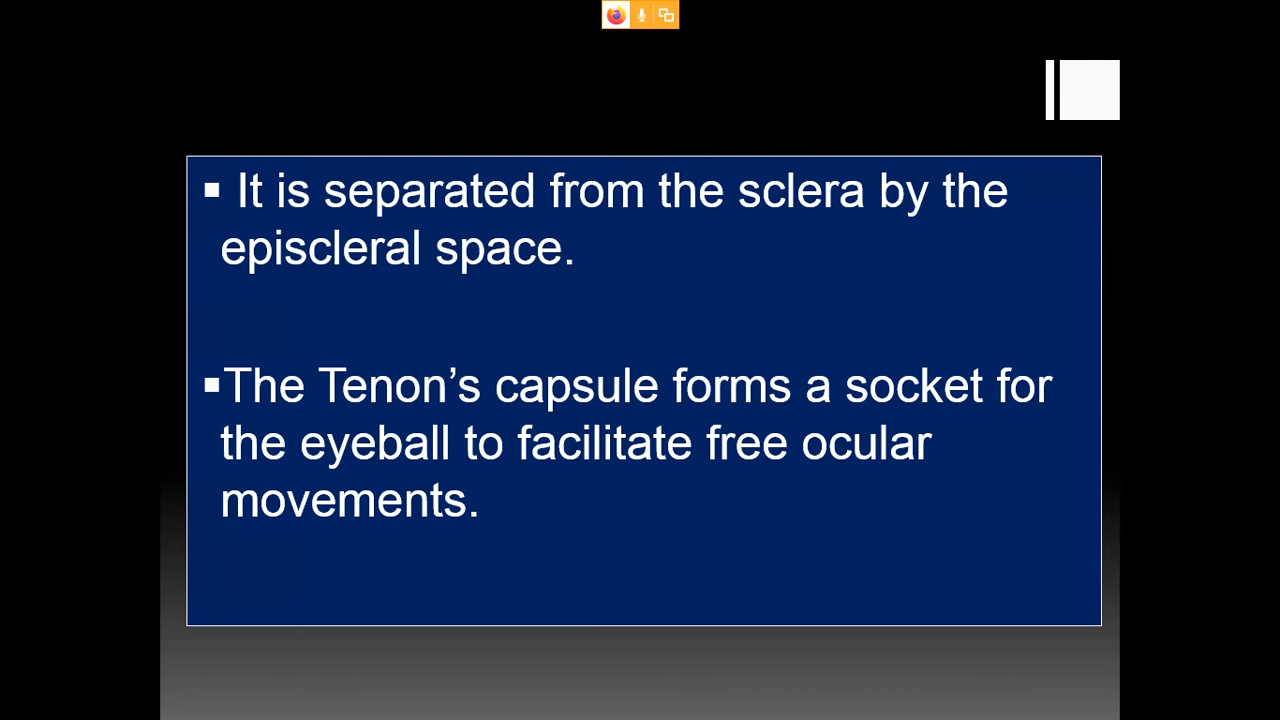 ▪ It is separated from the sclera by the
episcleral space.
▪The Tenon’s capsule forms a socket for
the eyeball to facilitate free ocular
movements.